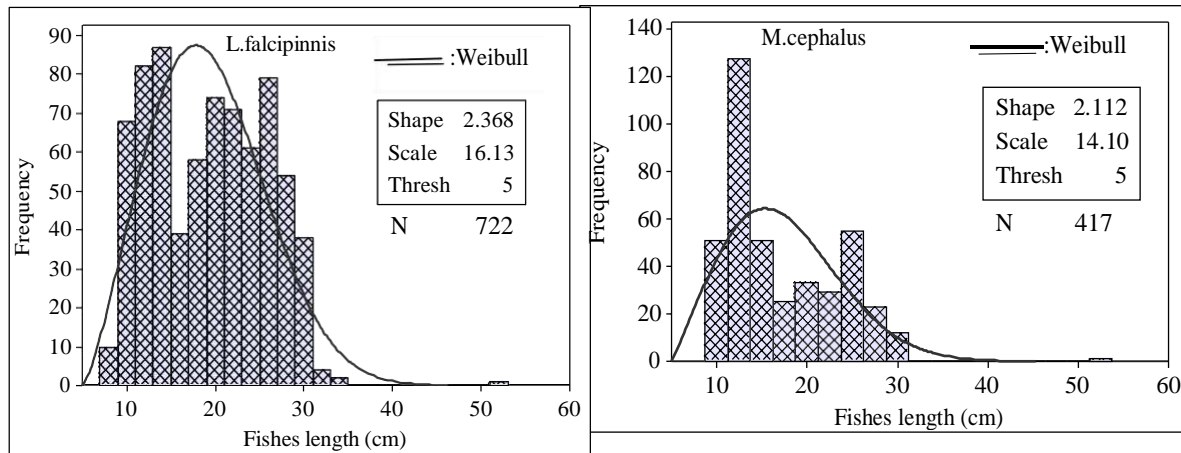 L.falcipinnis
:Weibull
Shape 2.368
Scale 16.13
Thresh 5
N 722
Frequency
90
80
70
60
50
40
30
20
10
0
10 20 30 40 50 60
Fishes length (cm)
M.cephalus
:Weibull
Shape 2.112
Scale 14.10
Thresh 5
N 417
Frequency
140
120
100
80
60
40
20
0
10 20 30 40 50 60
Fishes length (cm)